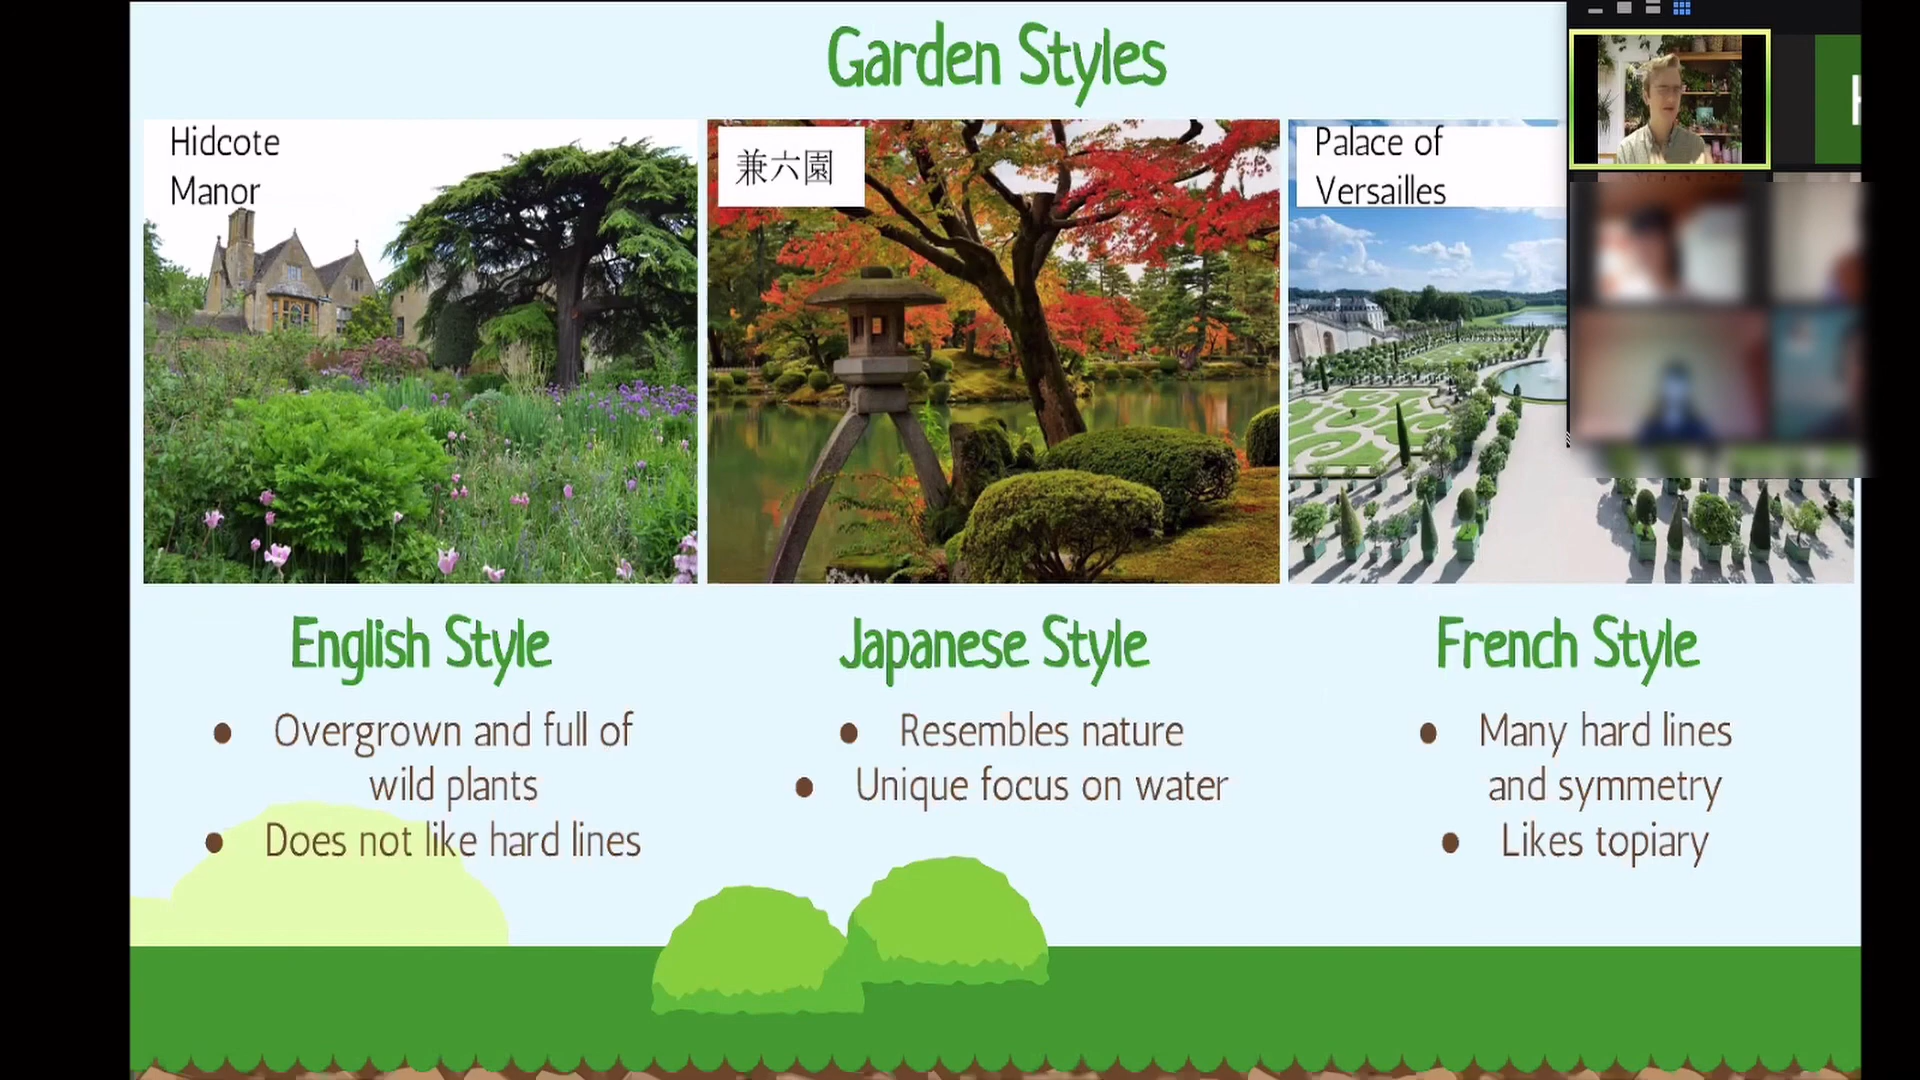 Garden Styles
Hidcote
Manor
兼六園
Palace of
Versailles
English Style
Japanese Style
French Style
● Overgrown and full of
wild plants
● Does not like hard lines
● Resembles nature
● Unique focus on water
● Many hard lines
and symmetry
● Likes topiary